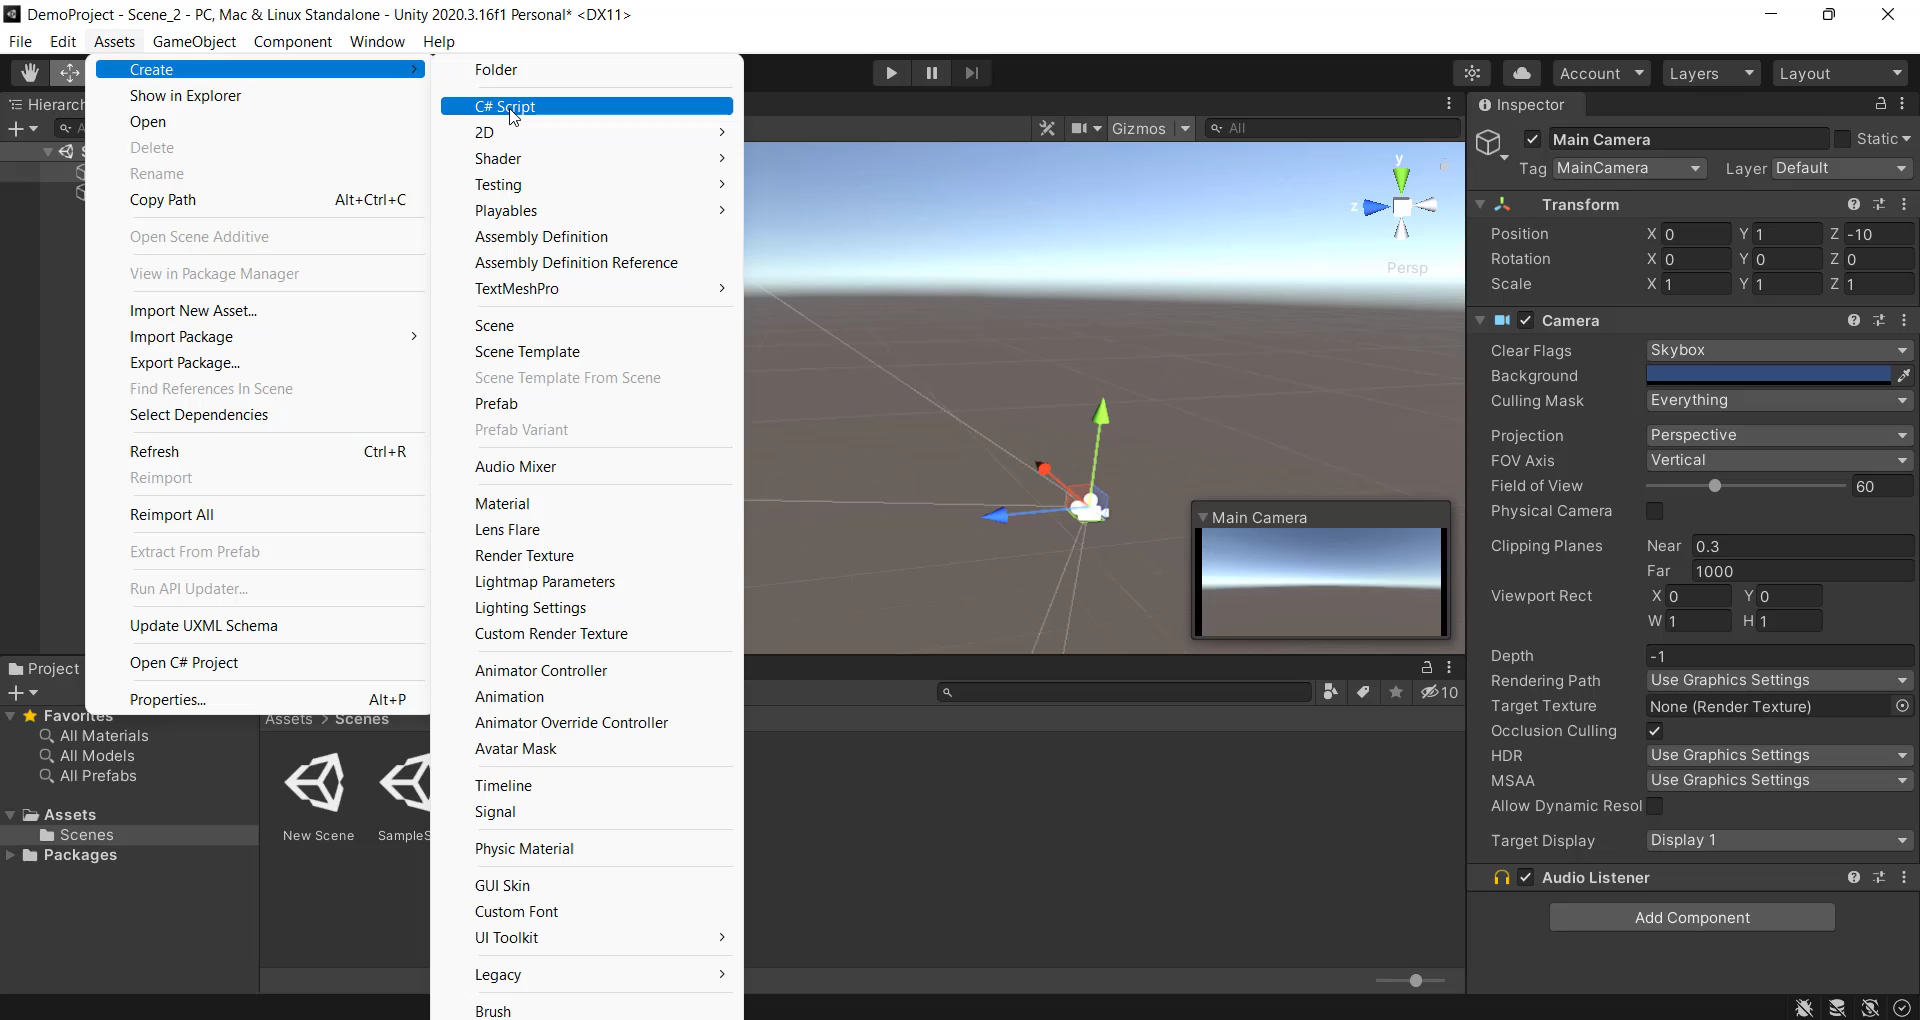 DemoProject - Scene_2 - PC, Mac & Linux Standalone - Unity 2020.3.16f1 Personal* <DX11>
File Edit Assets GameObject Component Window Help
Account Layers Layout
Create
Show in Explorer
Open
Delete
Rename
Copy Path Alt+Ctrl+C
Open Scene Additive
View in Package Manager
Import New Asset...
Import Package
Export Package...
Find References In Scene
Select Dependencies
Refresh Ctrl+R
Reimport
Reimport All
Extract From Prefab
Run API Updater...
Update UXML Schema
Open C# Project
Properties... Alt+P
Folder
C# Script
2D
Shader
Testing
Playables
Assembly Definition
Assembly Definition Reference
TextMeshPro
Scene
Scene Template
Scene Template From Scene
Prefab
Prefab Variant
Audio Mixer
Material
Lens Flare
Render Texture
Lightmap Parameters
Lighting Settings
Custom Render Texture
Animator Controller
Animation
Animator Override Controller
Avatar Mask
Timeline
Signal
Physic Material
GUI Skin
Custom Font
UI Toolkit
Legacy
Brush
Hierarch
Gizmos All
y
z
Persp
Main Camera
Project
10
Favorites
All Materials
All Models
All Prefabs
Assets
Scenes
Packages
Assets > Scenes
New Scene SampleS
Inspector
Main Camera Static
Tag MainCamera Layer Default
Transform
Position X 0 Y 1 Z -10
Rotation X 0 Y 0 Z 0
Scale X 1 Y 1 Z 1
Camera
Clear Flags Skybox
Background
Culling Mask Everything
Projection Perspective
FOV Axis Vertical
Field of View 60
Physical Camera
Clipping Planes Near 0.3
Far 1000
Viewport Rect X 0 Y 0
W 1 H 1
Depth -1
Rendering Path Use Graphics Settings
Target Texture None (Render Texture)
Occlusion Culling
HDR Use Graphics Settings
MSAA Use Graphics Settings
Allow Dynamic Resol
Target Display Display 1
Audio Listener
Add Component